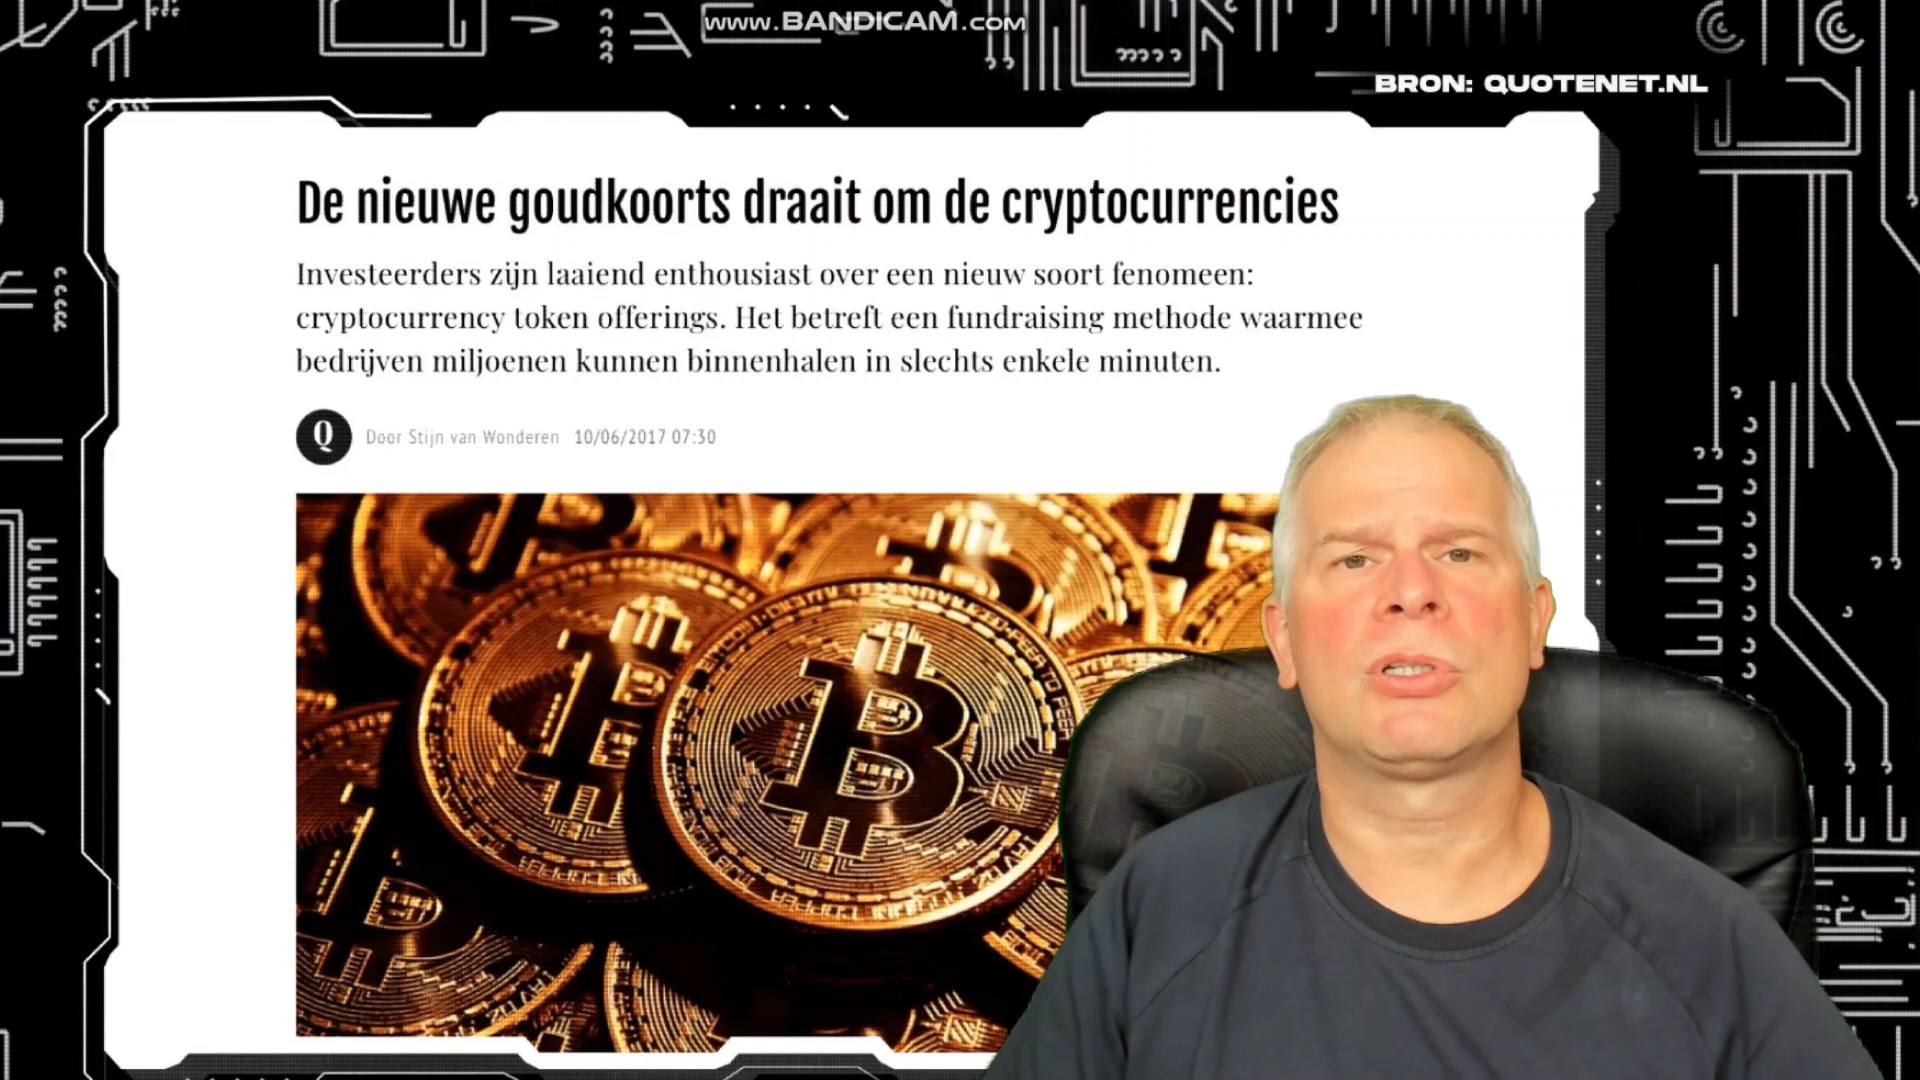 www.BANDICAM.com
BRON: QUOTENET.NL
De nieuwe goudkoorts draait om de cryptocurrencies
Investeerders zijn laaiend enthousiast over een nieuw soort fenomeen:
cryptocurrency token offerings. Het betreft een fundraising methode waarmee
bedrijven miljoenen kunnen binnenhalen in slechts enkele minuten.
Q
Door Stijn van Wonderen 10/06/2017 07:30